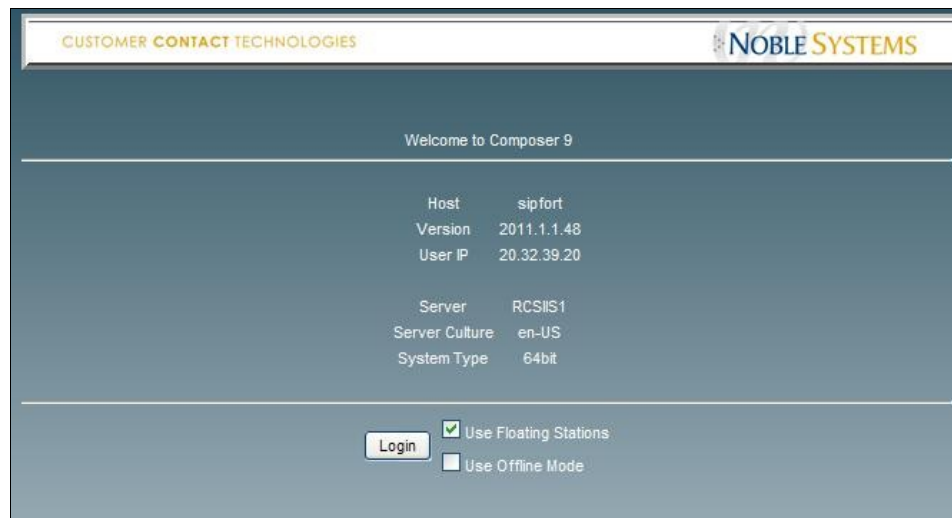 CUSTOMER CONTACT TECHNOLOGIES
NOBLE SYSTEMS
Welcome to Composer 9
Host sipfort
Version 2011.1.1.48
User IP 20.32.39.20
Server RCSIIS1
Server Culture en-US
System Type 64bit
Login
Use Floating Stations
Use Offline Mode